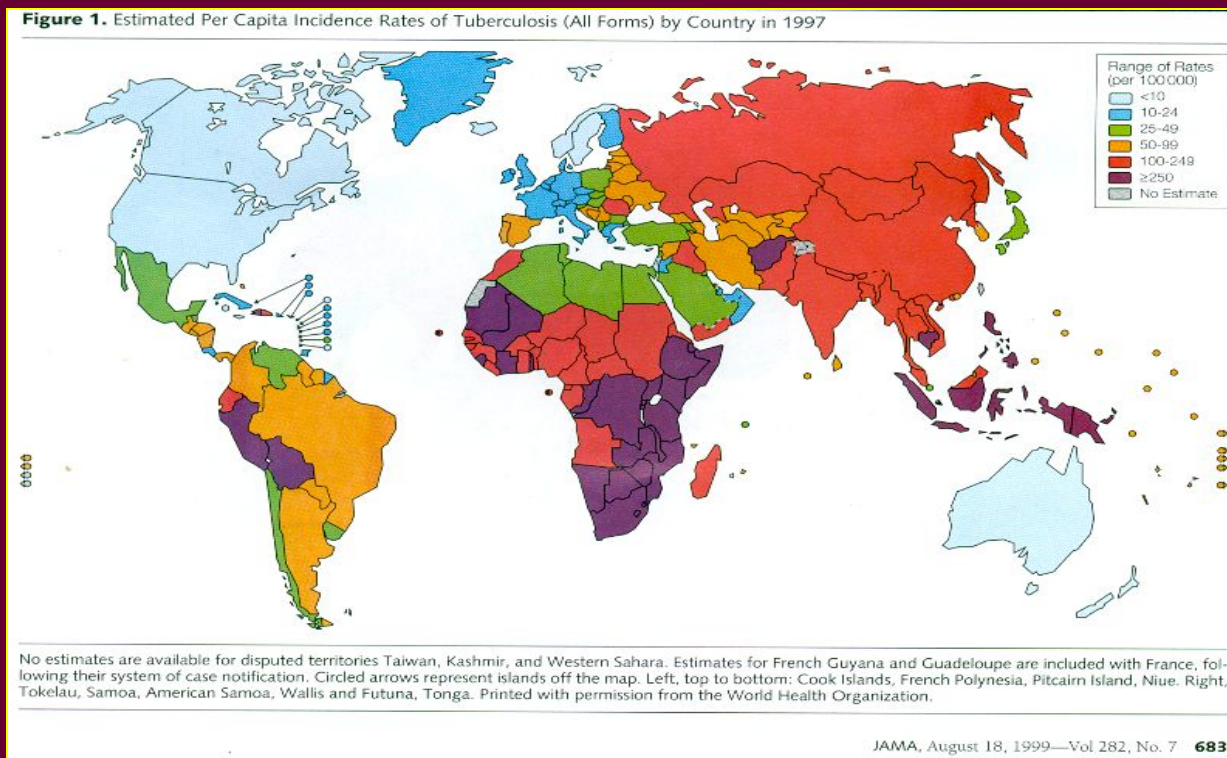 Figure 1. Estimated Per Capita Incidence Rates of Tuberculosis (All Forms) by Country in 1997
Range of Rates
(per 100 000)
<10
10-24
25-49
50-99
100-249
≥250
No Estimate
No estimates are available for disputed territories Taiwan, Kashmir, and Western Sahara. Estimates for French Guyana and Guadeloupe are included with France, fol-
lowing their system of case notification. Circled arrows represent islands off the map. Left, top to bottom: Cook Islands, French Polynesia, Pitcairn Island, Niue. Right,
Tokelau, Samoa, American Samoa, Wallis and Futuna, Tonga. Printed with permission from the World Health Organization.
JAMA, August 18, 1999—Vol 282, No. 7 683